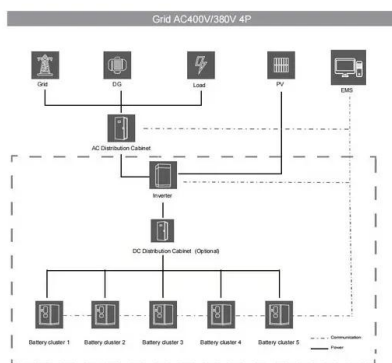 Grid AC400V/380V 4P
Grid DG Load PV EMS
AC Distribution Cabinet
Inverter
DC Distribution Cabinet (Optional)
Battery cluster 1 Battery cluster 2 Battery cluster 3 Battery cluster 4 Battery cluster 5
Communication
Power